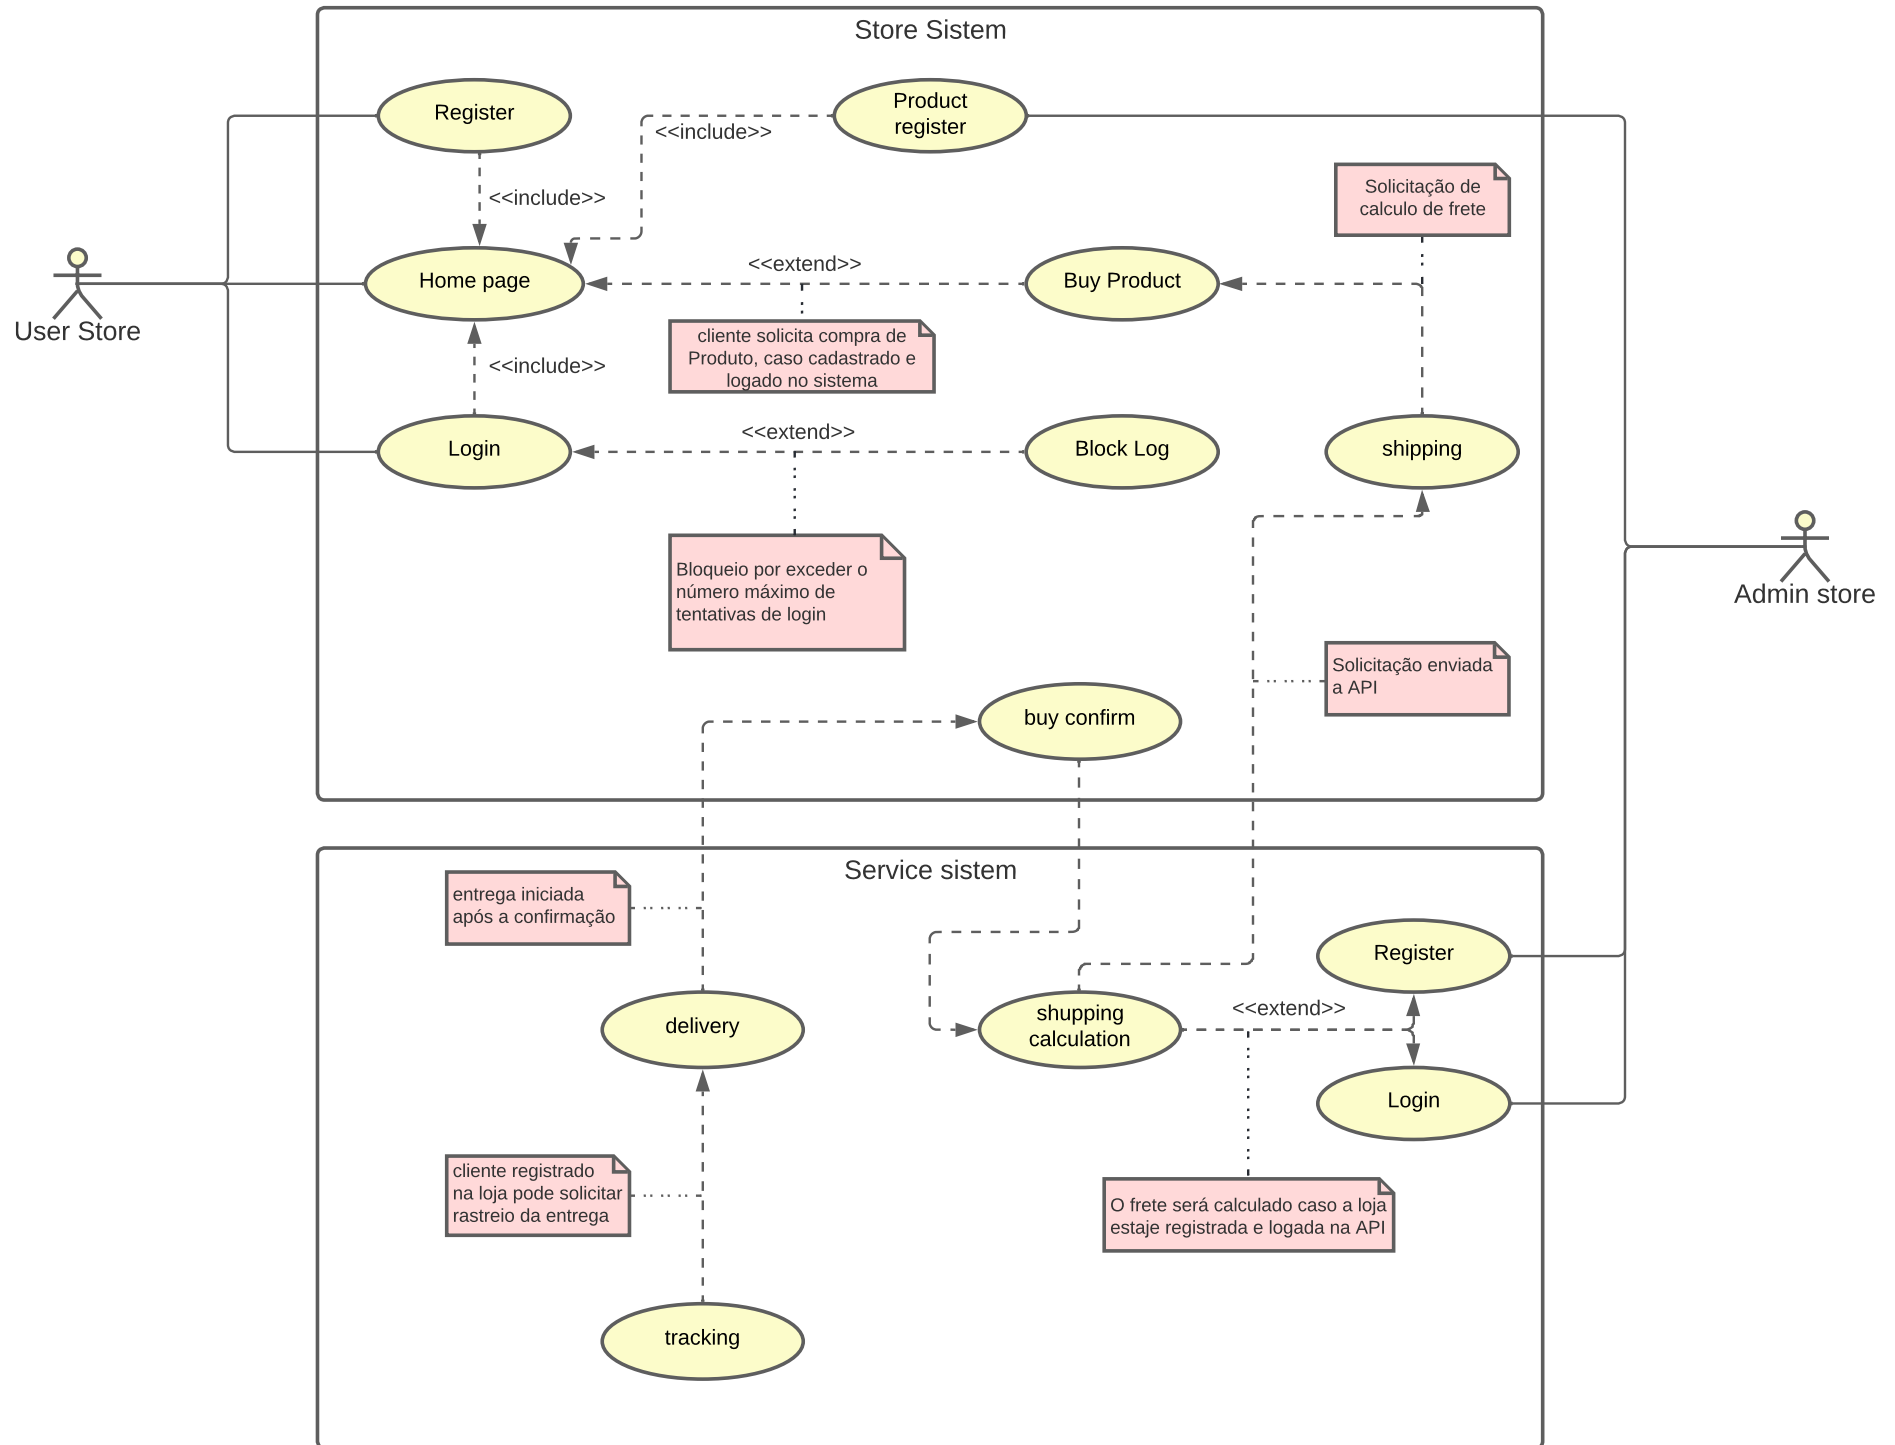 Store Sistem
Register
Product
register
<<include>>
Solicitação de
calculo de frete
<<include>>
User Store
Home page
<<extend>>
Buy Product
cliente solicita compra de
Produto, caso cadastrado e
logado no sistema
<<include>>
Login
<<extend>>
Block Log
shipping
Bloqueio por exceder o
número máximo de
tentativas de login
Admin store
Solicitação enviada
a API
buy confirm
Service sistem
entrega iniciada
após a confirmação
Register
delivery
shupping
calculation
<<extend>>
Login
cliente registrado
na loja pode solicitar
rastreio da entrega
O frete será calculado caso a loja
estaje registrada e logada na API
tracking